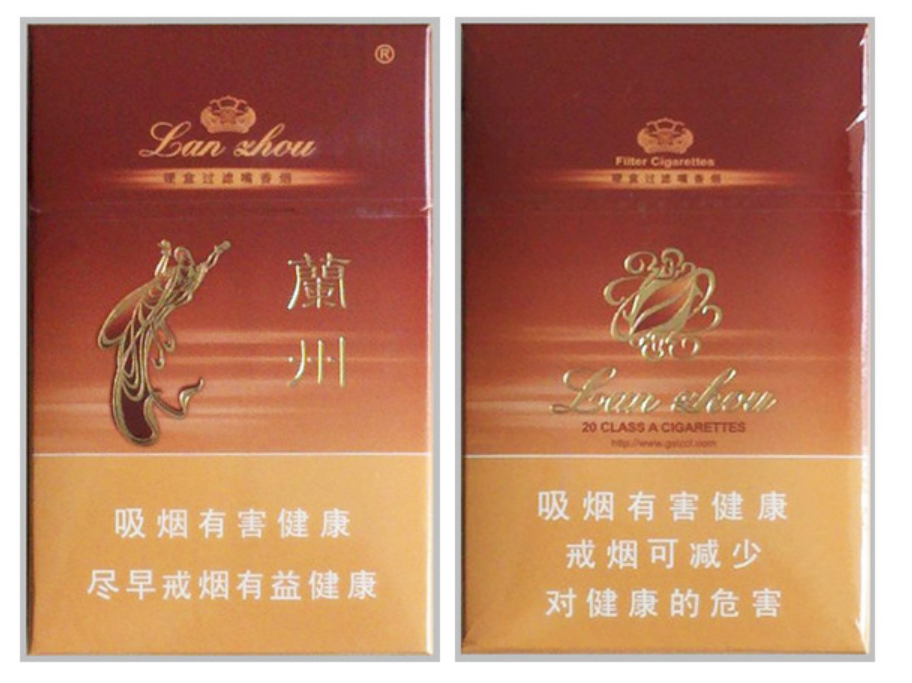 ®
Lan zhou
硬盒过滤嘴香烟
蘭
州
吸烟有害健康
尽早戒烟有益健康
Filter Cigarettes
硬盒过滤嘴香烟
Lan zhou
20 CLASS A CIGARETTES
吸烟有害健康
戒烟可减少
对健康的危害